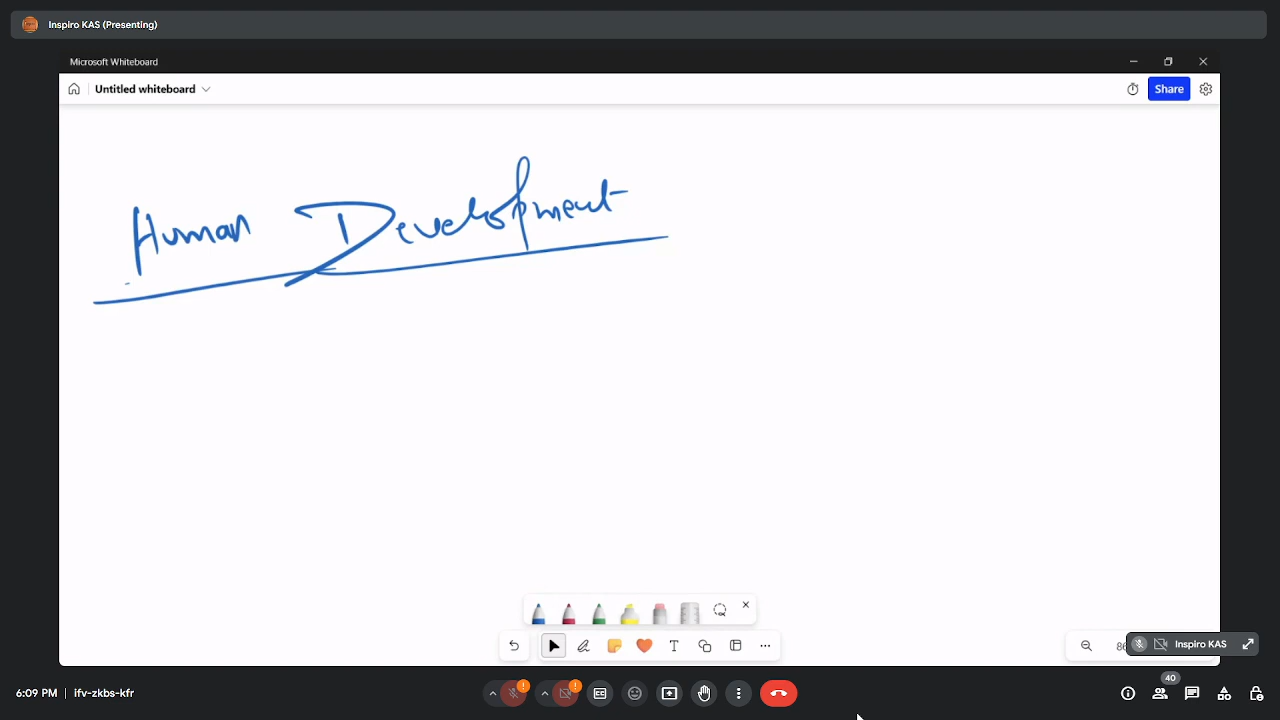 Inspiro KAS (Presenting)
Microsoft Whiteboard
Untitled whiteboard
Share
Human Development
T
Inspiro KAS
6:09 PM | ifv-zkbs-kfr
40